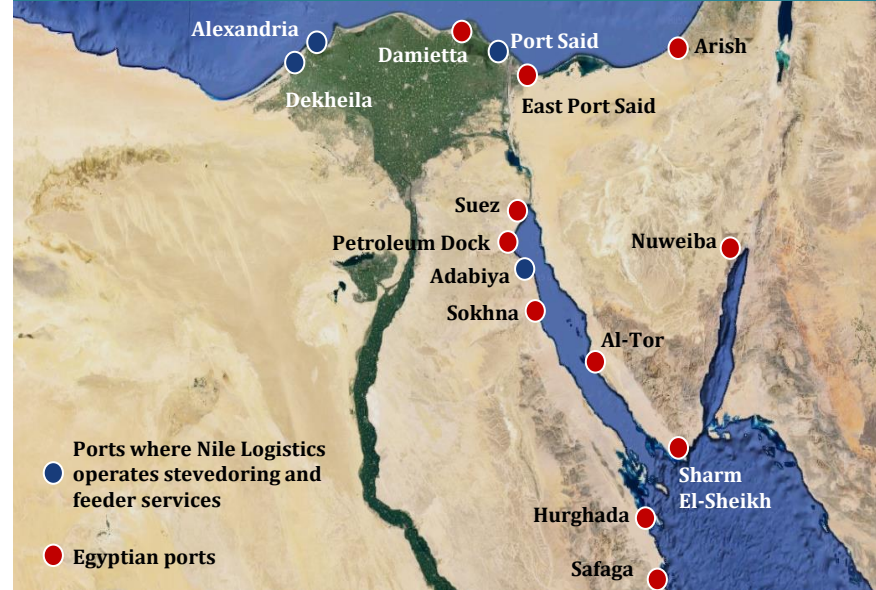 Alexandria
Dekheila
Damietta
Port Said
East Port Said
Arish
Suez
Petroleum Dock
Adabiya
Sokhna
Nuweiba
Al-Tor
Sharm
El-Sheikh
Hurghada
Safaga
Ports where Nile Logistics
operates stevedoring and
feeder services
Egyptian ports